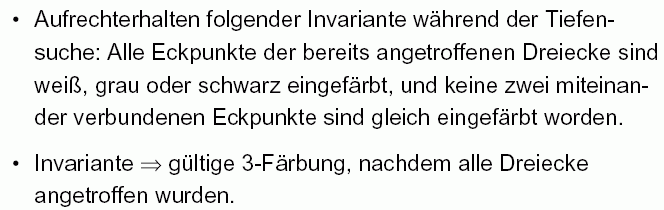 • Aufrechterhalten folgender Invariante während der Tiefen-
suche: Alle Eckpunkte der bereits angetroffenen Dreiecke sind
weiß, grau oder schwarz eingefärbt, und keine zwei miteinan-
der verbundenen Eckpunkte sind gleich eingefärbt worden.
• Invariante ⇒ gültige 3-Färbung, nachdem alle Dreiecke
angetroffen wurden.